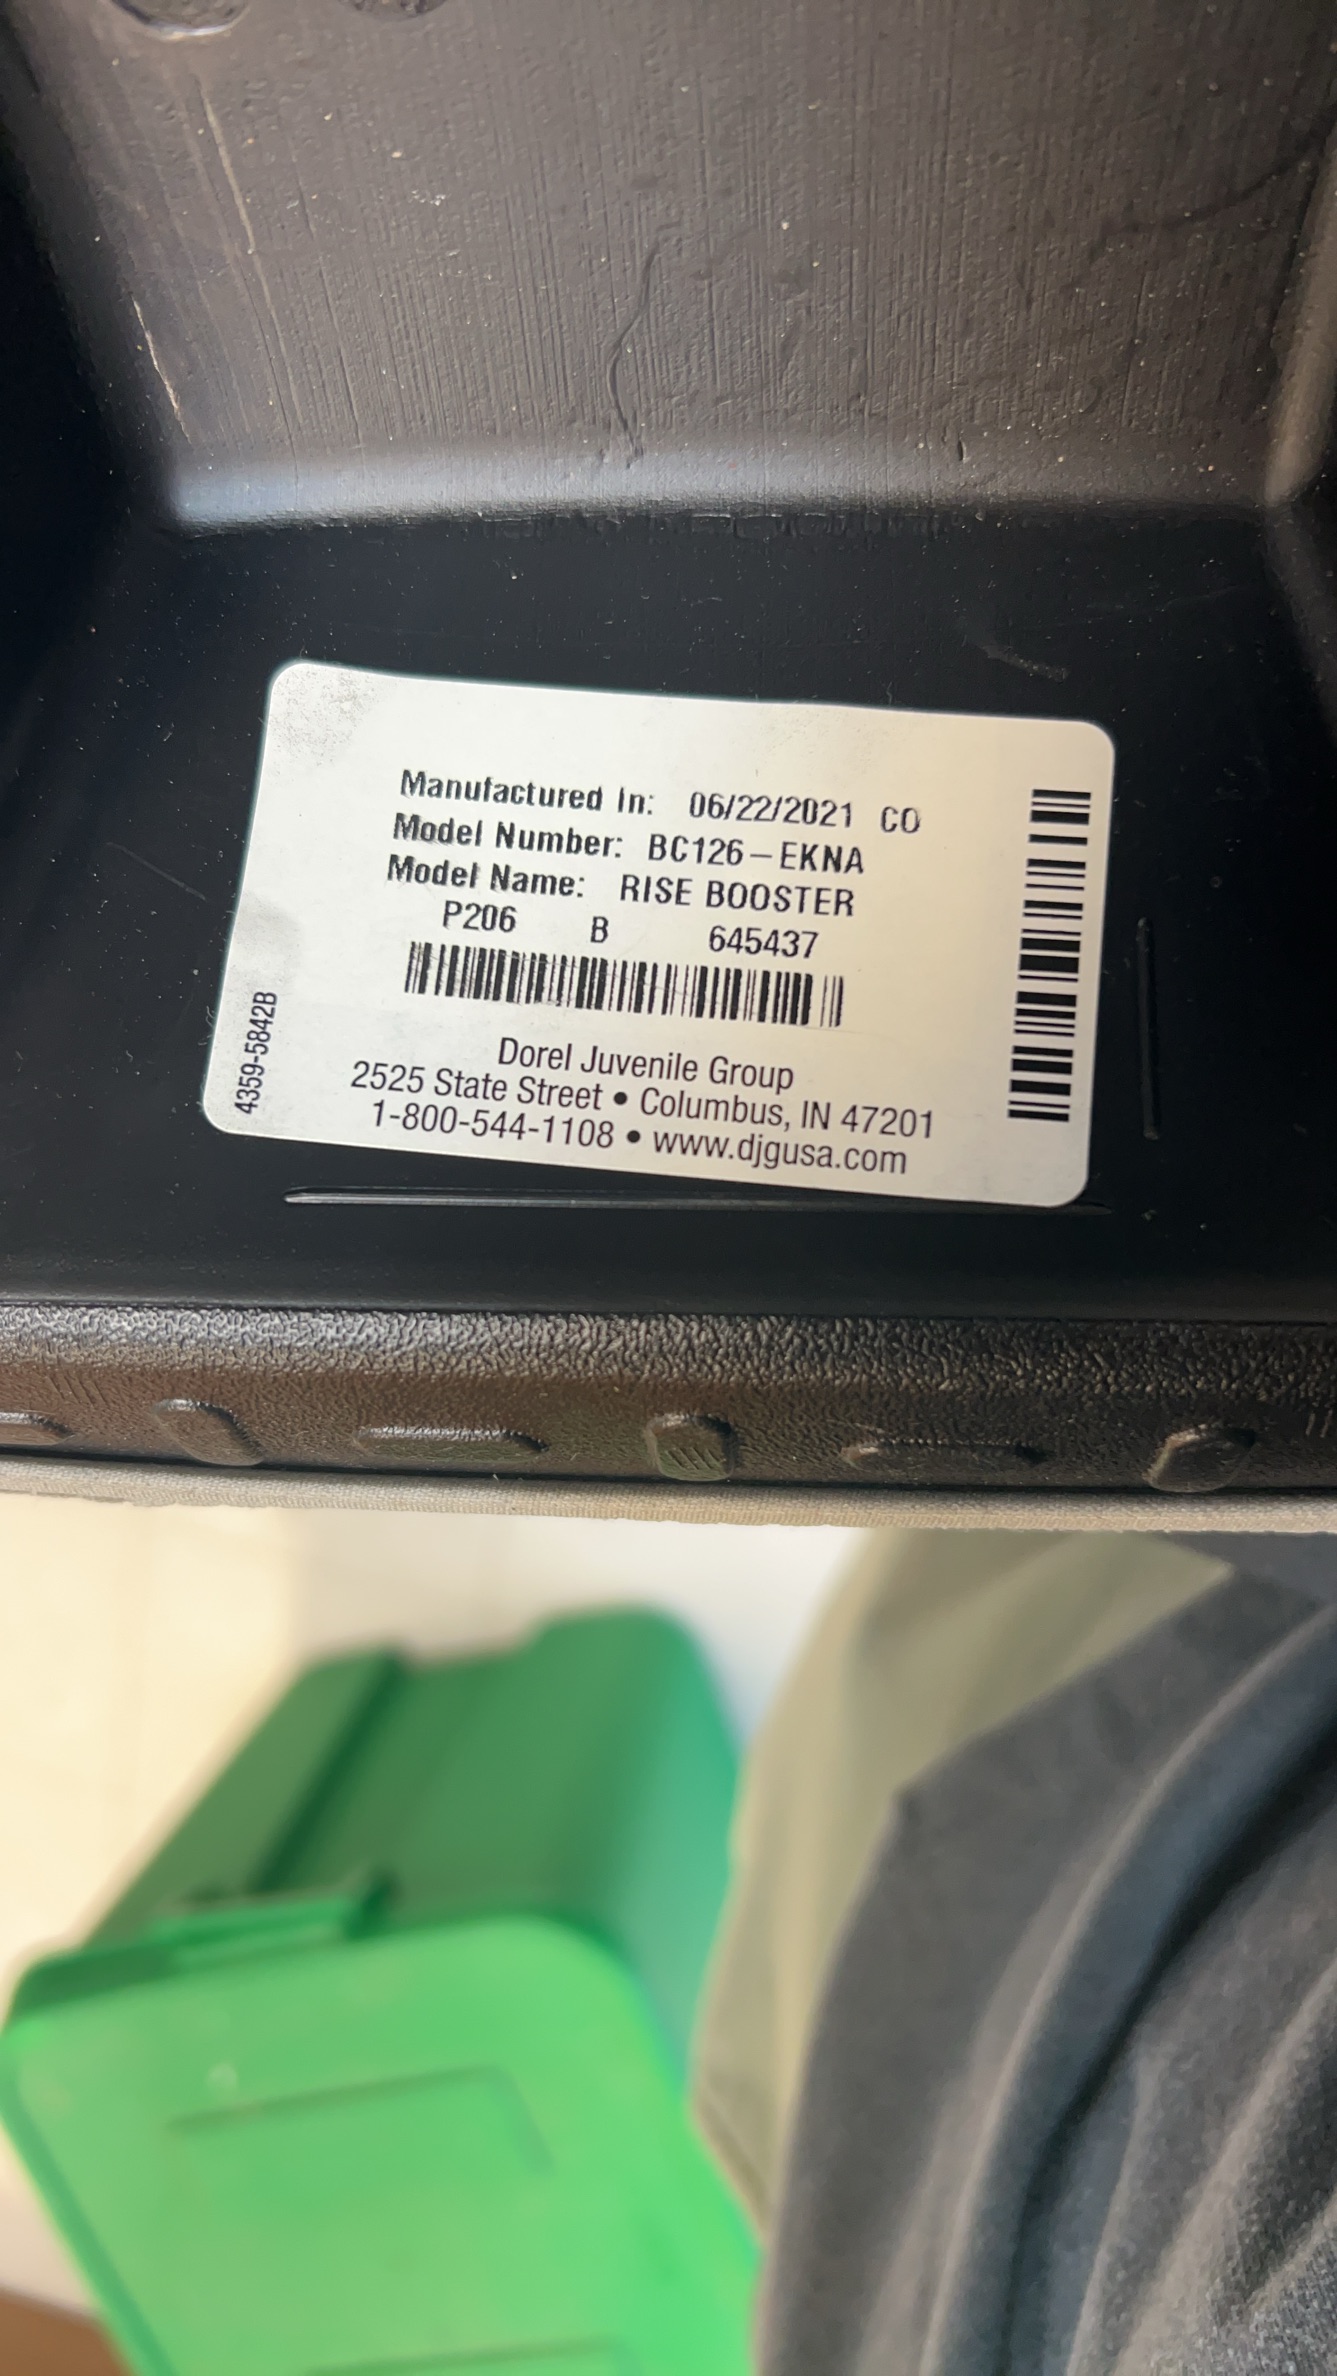 Manufactured In: 06/22/2021 CO
Model Number: BC126-EKNA
Model Name: RISE BOOSTER
P206 B 645437
Dorel Juvenile Group
2525 State Street • Columbus, IN 47201
1-800-544-1108 • www.djgusa.com
4359-5842B